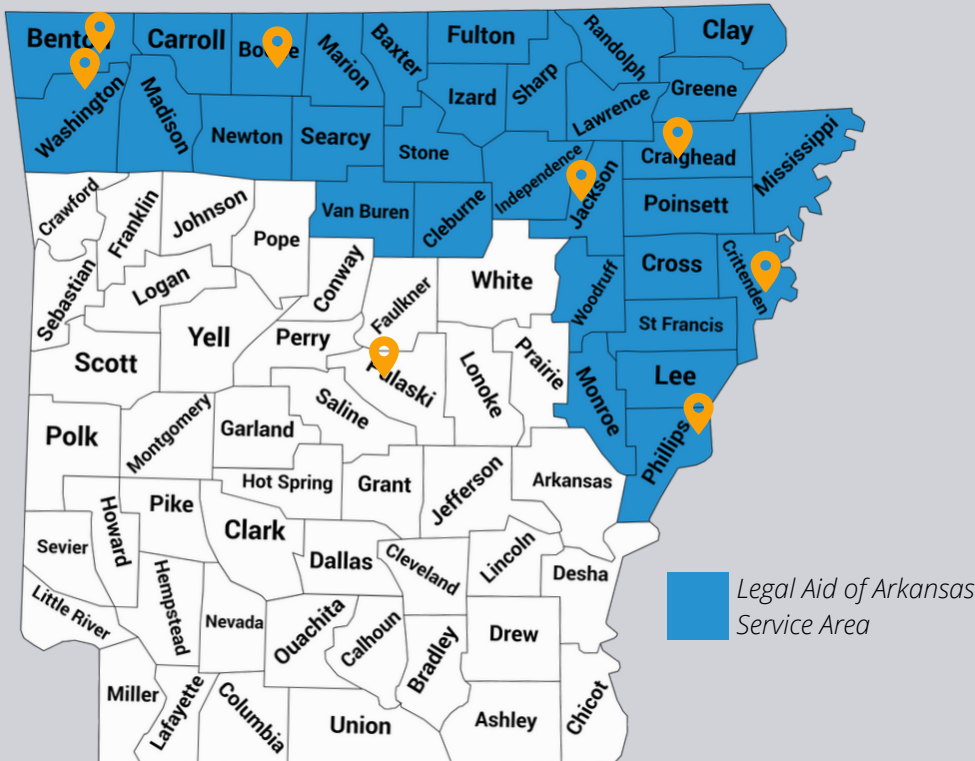 Benton
Carroll
Boone
Marion
Baxter
Fulton
Sharp
Randolph
Clay
Greene
Izard
Lawrence
Washington
Madison
Newton
Searcy
Stone
Independence
Jackson
Craighead
Mississippi
Poinsett
Van Buren
Cleburne
Crawford
Franklin
Johnson
Pope
Conway
Faulkner
White
Woodruff
Cross
Crittenden
St Francis
Sebastian
Logan
Yell
Perry
Pulaski
Lonoke
Prairie
Monroe
Lee
Phillips
Scott
Saline
Polk
Montgomery
Garland
Hot Spring
Grant
Jefferson
Arkansas
Howard
Pike
Clark
Sevier
Dallas
Cleveland
Lincoln
Desha
Little River
Hempstead
Nevada
Ouachita
Calhoun
Bradley
Drew
Miller
Lafayette
Columbia
Union
Ashley
Chicot
Legal Aid of Arkansas
Service Area